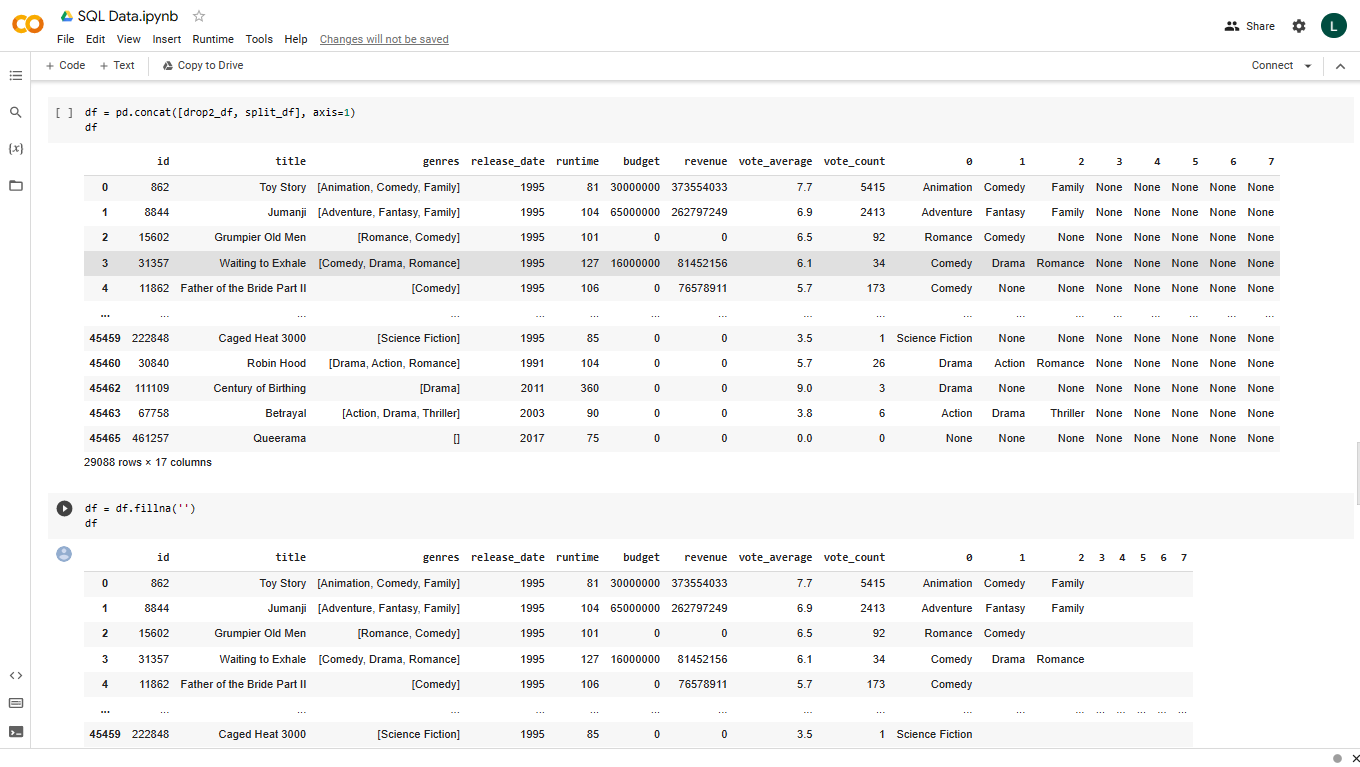 SQL Data.ipynb
File Edit View Insert Runtime Tools Help Changes will not be saved
Share
L
+ Code + Text Copy to Drive
Connect
[ ] df = pd.concat([drop2_df, split_df], axis=1)
df
id title genres release_date runtime budget revenue vote_average vote_count 0 1 2 3 4 5 6 7
0 862 Toy Story [Animation, Comedy, Family] 1995 81 30000000 373554033 7.7 5415 Animation Comedy Family None None None None None
1 8844 Jumanji [Adventure, Fantasy, Family] 1995 104 65000000 262797249 6.9 2413 Adventure Fantasy Family None None None None None
2 15602 Grumpier Old Men [Romance, Comedy] 1995 101 0 0 6.5 92 Romance Comedy None None None None None None
3 31357 Waiting to Exhale [Comedy, Drama, Romance] 1995 127 16000000 81452156 6.1 34 Comedy Drama Romance None None None None None
4 11862 Father of the Bride Part II [Comedy] 1995 106 0 76578911 5.7 173 Comedy None None None None None None None
... ... ... ... ... ... ... ... ... ... ... ... ... ... ... ... ... ...
45459 222848 Caged Heat 3000 [Science Fiction] 1995 85 0 0 3.5 1 Science Fiction None None None None None None None
45460 30840 Robin Hood [Drama, Action, Romance] 1991 104 0 0 5.7 26 Drama Action Romance None None None None None
45462 111109 Century of Birthing [Drama] 2011 360 0 0 9.0 3 Drama None None None None None None None
45463 67758 Betrayal [Action, Drama, Thriller] 2003 90 0 0 3.8 6 Action Drama Thriller None None None None None
45465 461257 Queerama [] 2017 75 0 0 0.0 0 None None None None None None None None
29088 rows × 17 columns
df = df.fillna('')
df
id title genres release_date runtime budget revenue vote_average vote_count 0 1 2 3 4 5 6 7
0 862 Toy Story [Animation, Comedy, Family] 1995 81 30000000 373554033 7.7 5415 Animation Comedy Family
1 8844 Jumanji [Adventure, Fantasy, Family] 1995 104 65000000 262797249 6.9 2413 Adventure Fantasy Family
2 15602 Grumpier Old Men [Romance, Comedy] 1995 101 0 0 6.5 92 Romance Comedy
3 31357 Waiting to Exhale [Comedy, Drama, Romance] 1995 127 16000000 81452156 6.1 34 Comedy Drama Romance
4 11862 Father of the Bride Part II [Comedy] 1995 106 0 76578911 5.7 173 Comedy
... ... ... ... ... ... ... ... ... ... ... ... ... ... ... ... ... ...
45459 222848 Caged Heat 3000 [Science Fiction] 1995 85 0 0 3.5 1 Science Fiction